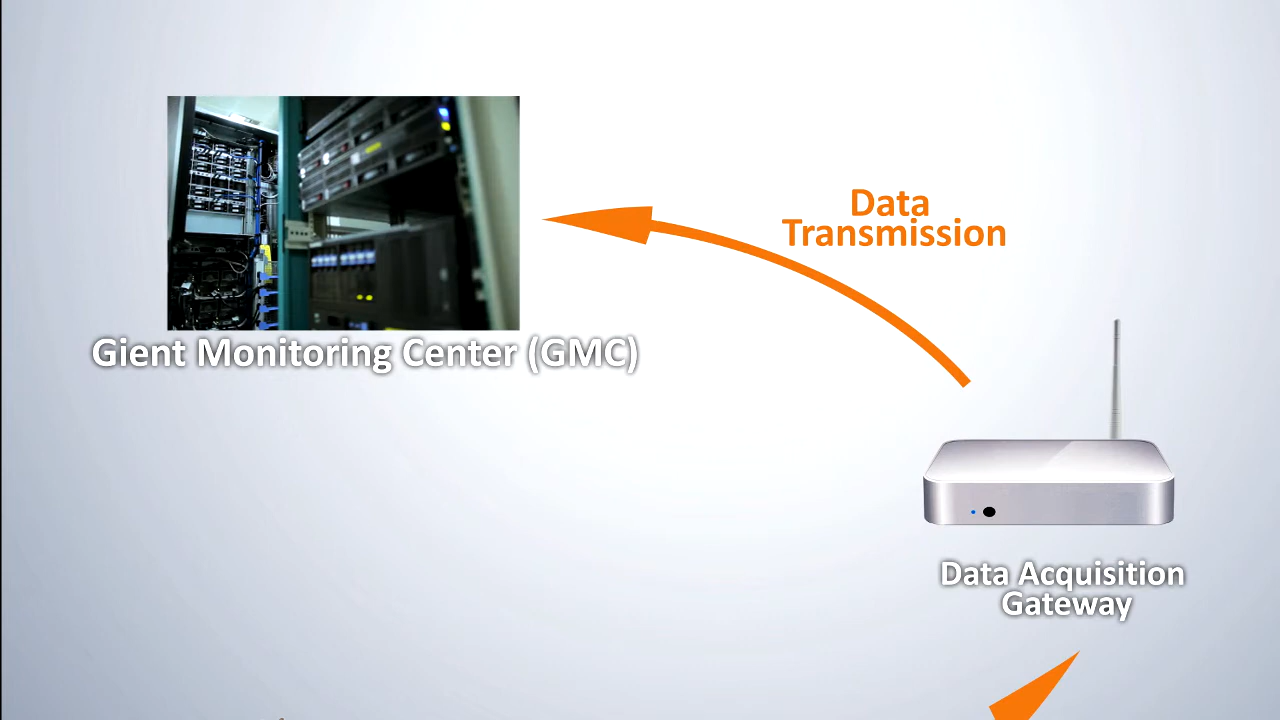 Data
Transmission
Gient Monitoring Center (GMC)
Data Acquisition
Gateway